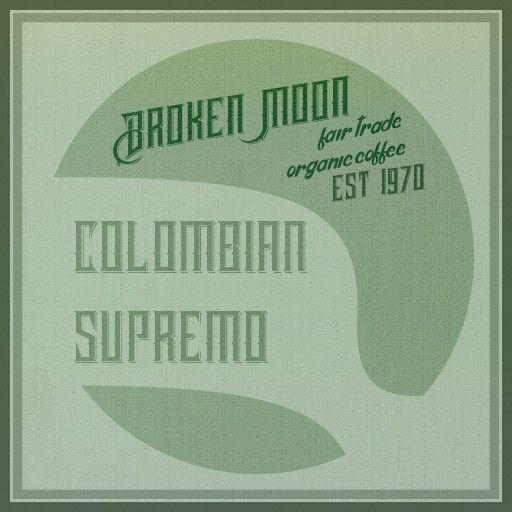 BROKEN MOON
fair trade
organic coffee
EST 1970
COLOMBIAN
SUPREMO